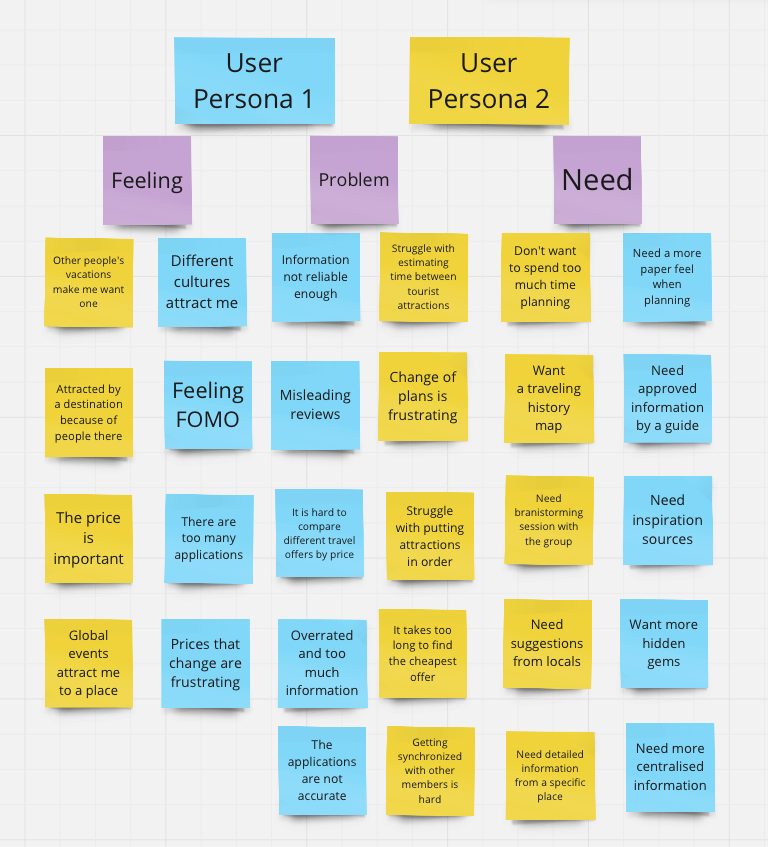 User
Persona 1
User
Persona 2
Feeling
Problem
Need
Other people's
vacations
make me want
one
Different
cultures
attract me
Information
not reliable
enough
Struggle with
estimating
time between
tourist
attractions
Don't want
to spend too
much time
planning
Need a more
paper feel
when
planning
Attracted by
a destination
because of
people there
Feeling
FOMO
Misleading
reviews
Change of
plans is
frustrating
Want
a traveling
history
map
Need
approved
information
by a guide
The price
is
important
There are
too many
applications
It is hard to
compare
different travel
offers by price
Struggle
with putting
attractions
in order
Need
branistorming
session with
the group
Need
inspiration
sources
Global
events
attract me
to a place
Prices that
change are
frustrating
Overrated
and too
much
information
It takes too
long to find
the cheapest
offer
Need
suggestions
from locals
Want more
hidden
gems
The
applications
are not
accurate
Getting
synchronized
with other
members is
hard
Need detailed
information
from a specific
place
Need more
centralised
information